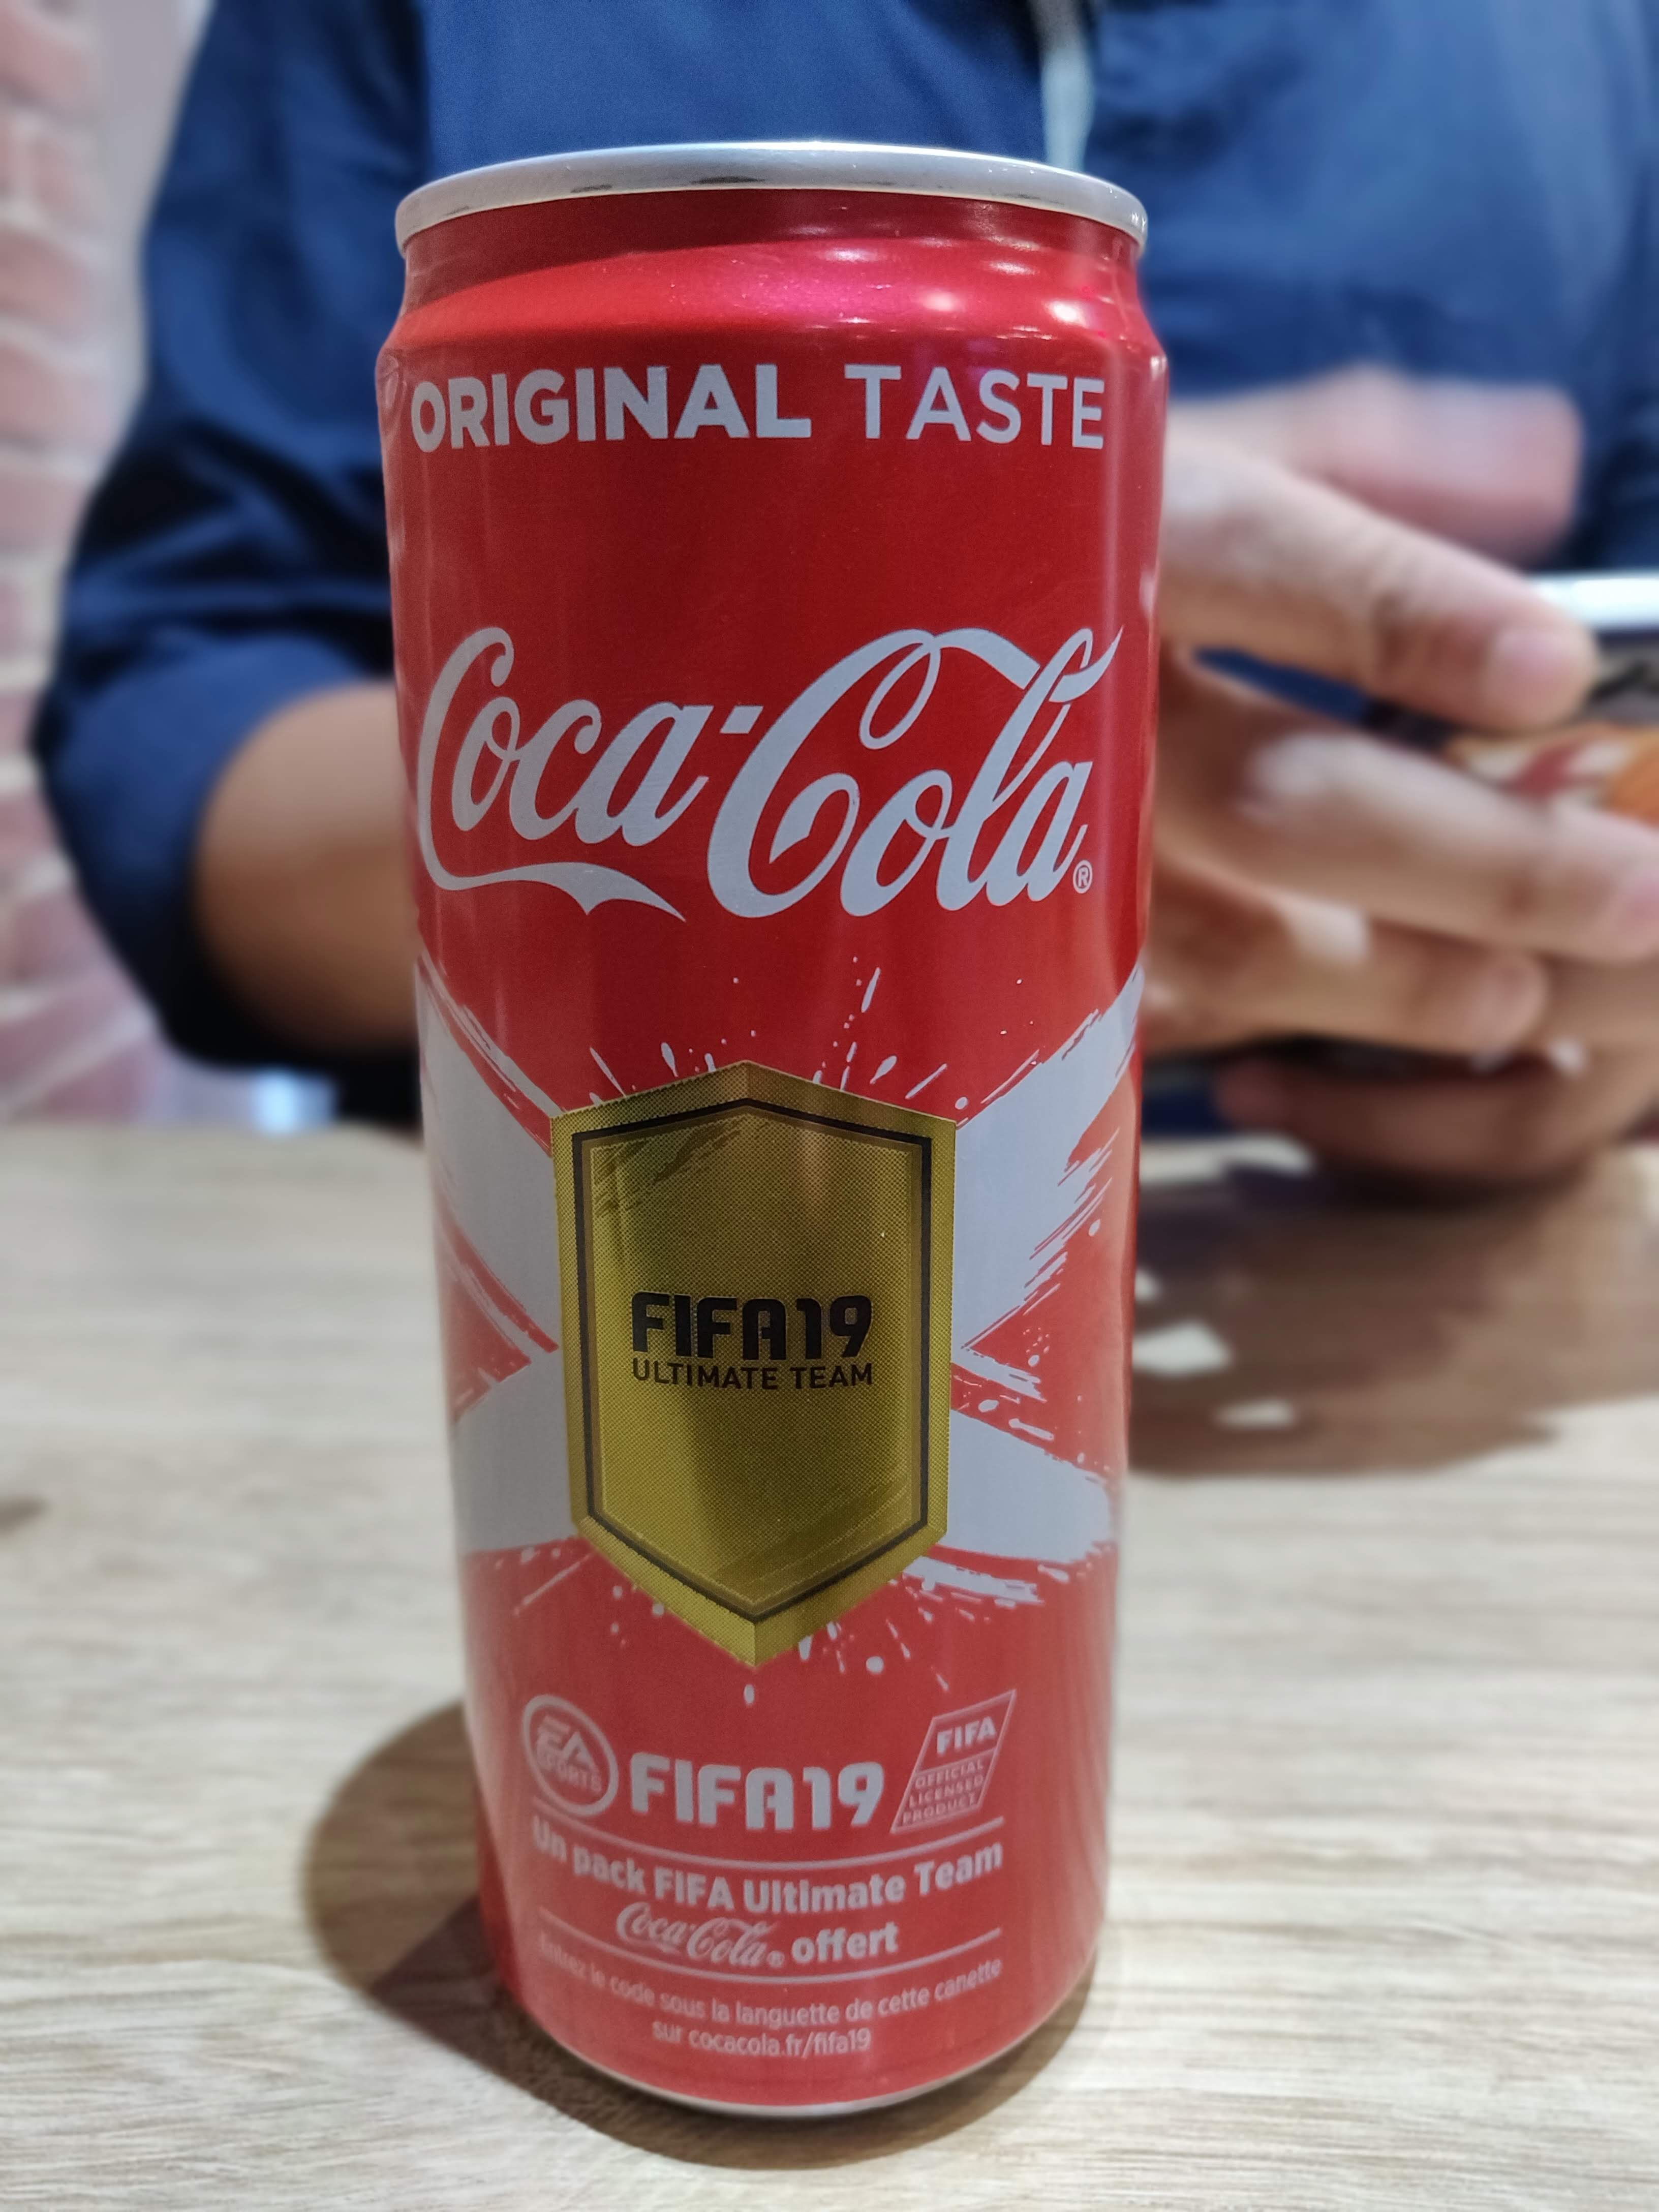 ORIGINAL TASTE
Coca-Cola®
FIFA19
ULTIMATE TEAM
EA SPORTS
FIFA19
FIFA
OFFICIAL
LICENSED
PRODUCT
Un pack FIFA Ultimate Team
Coca-Cola® offert
Entrez le code sous la languette de cette canette
sur cocacola.fr/fifa19